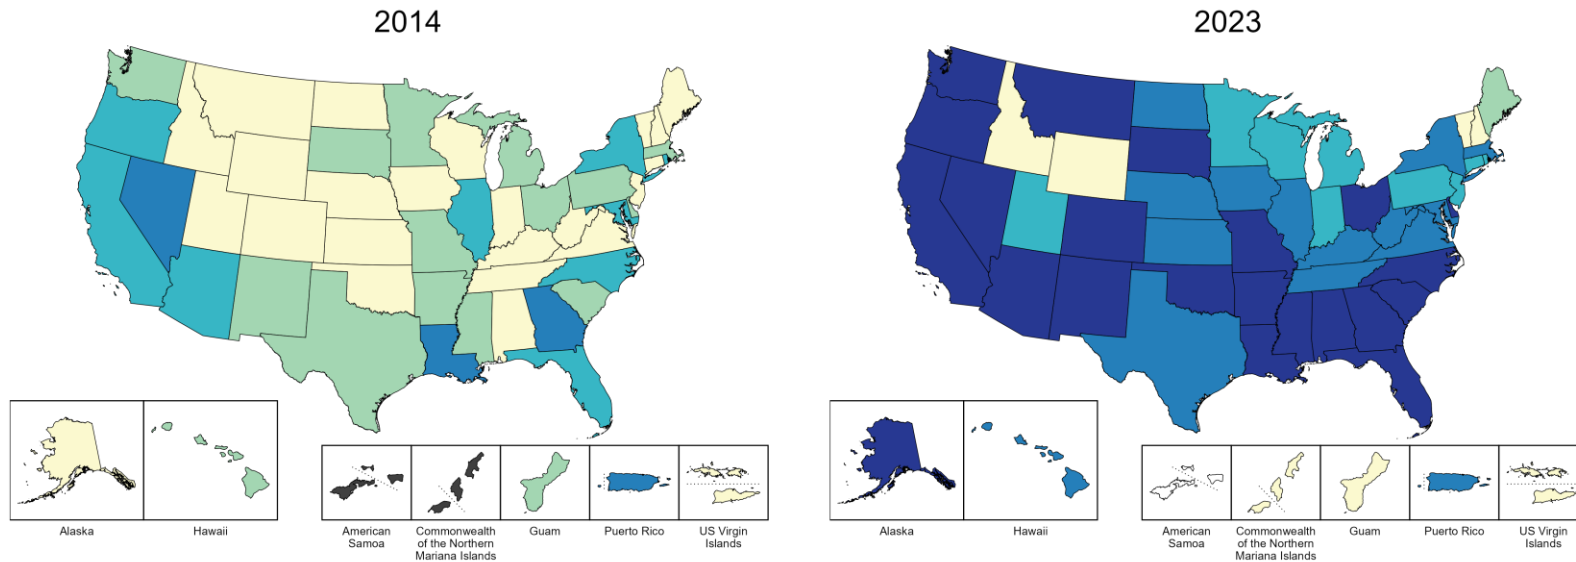 2014
2023
Alaska
Hawaii
American
Samoa
Commonwealth
of the Northern
Mariana Islands
Guam
Puerto Rico
US Virgin
Islands
Alaska
Hawaii
American
Samoa
Commonwealth
of the Northern
Mariana Islands
Guam
Puerto Rico
US Virgin
Islands